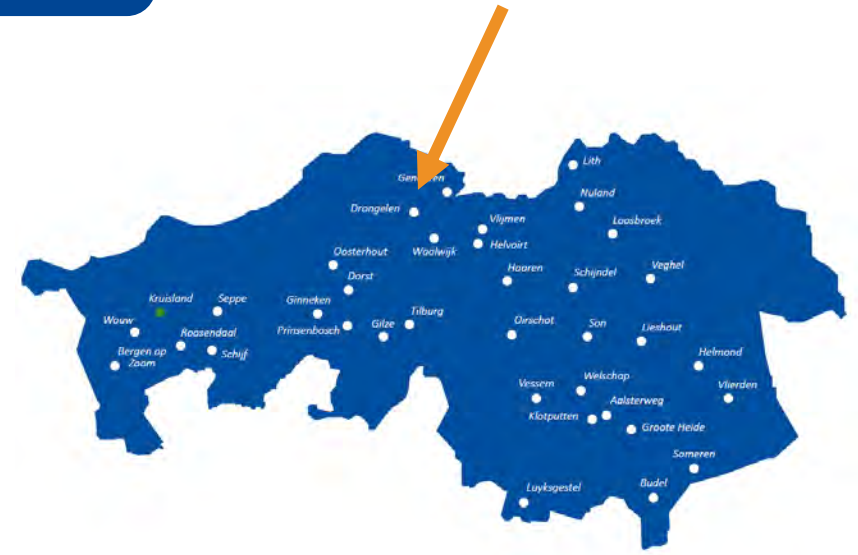 Lith
Nuland
Drongelen
Vlijmen
Loosbroek
Waalwijk
Helvoirt
Oosterhout
Haaren
Schijndel
Veghel
Dorst
Kruisland
Seppe
Ginneken
Wouw
Roosendaal
Prinsenbosch
Gilze
Tilburg
Oirschot
Son
Lieshout
Bergen op
Zoom
Schijf
Helmond
Vessem
Welschap
Vlierden
Klotputten
Aalsterweg
Groote Heide
Someren
Luyksgestel
Budel